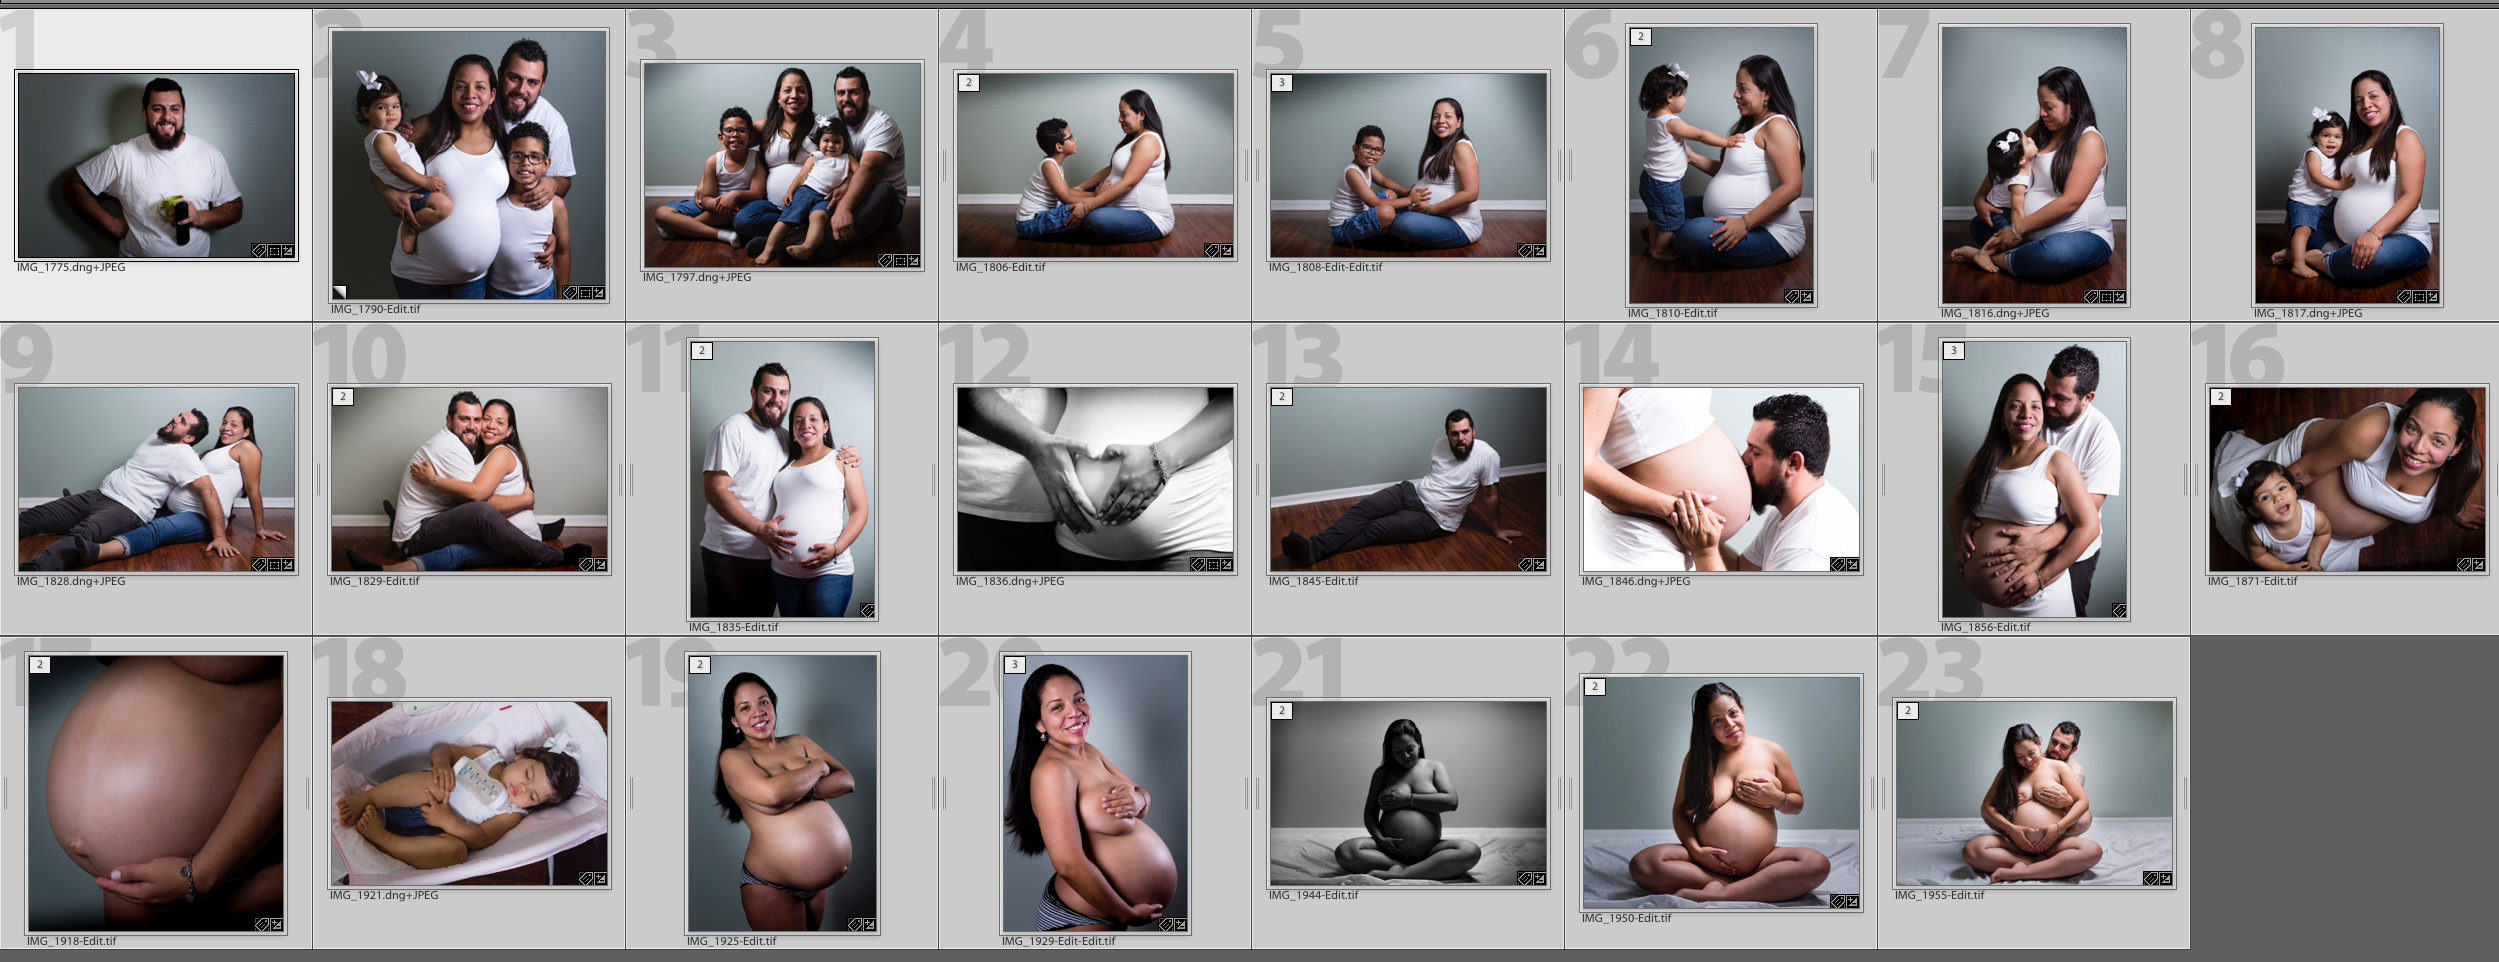 1
2
3
4
5
6
7
8
2
3
2
IMG_1775.dng+JPEG
IMG_1790-Edit.tif
IMG_1797.dng+JPEG
IMG_1806-Edit.tif
IMG_1808-Edit-Edit.tif
IMG_1810-Edit.tif
IMG_1816.dng+JPEG
IMG_1817.dng+JPEG
9
10
11
12
13
14
15
16
2
2
2
3
2
IMG_1828.dng+JPEG
IMG_1829-Edit.tif
IMG_1835-Edit.tif
IMG_1836.dng+JPEG
IMG_1845-Edit.tif
IMG_1846.dng+JPEG
IMG_1856-Edit.tif
IMG_1871-Edit.tif
17
18
19
20
21
22
23
2
2
3
2
2
2
IMG_1918-Edit.tif
IMG_1921.dng+JPEG
IMG_1925-Edit.tif
IMG_1929-Edit-Edit.tif
IMG_1944-Edit.tif
IMG_1950-Edit.tif
IMG_1955-Edit.tif